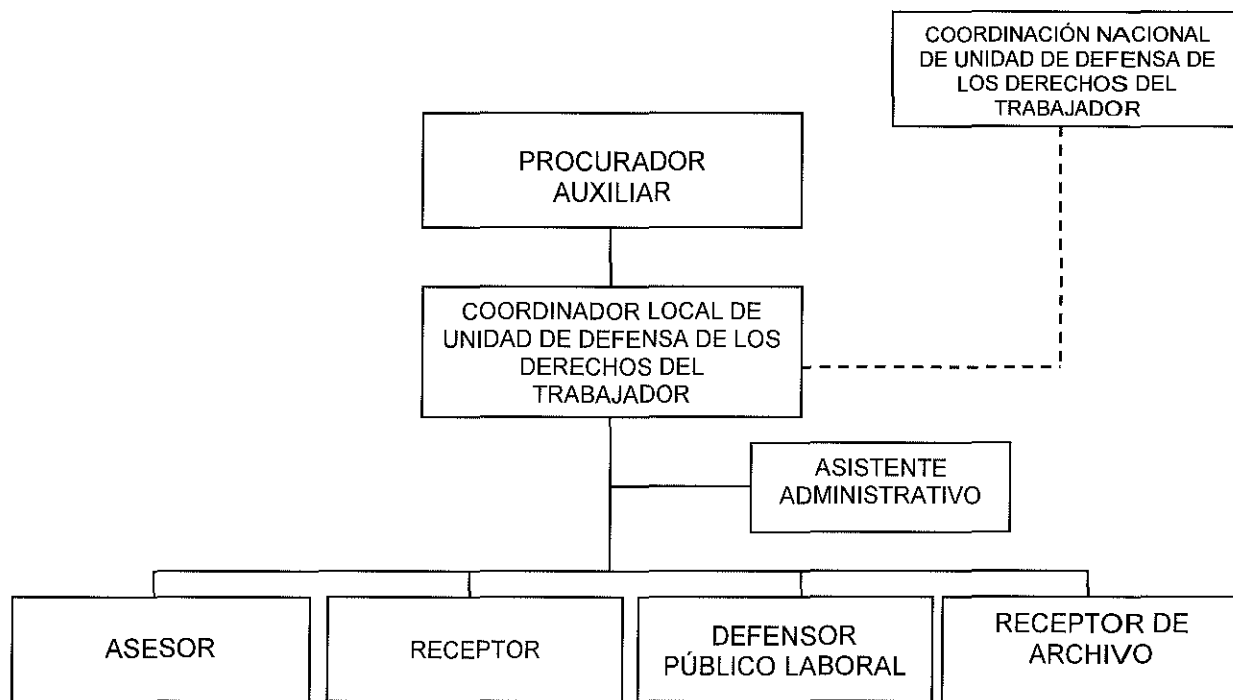 COORDINACIÓN NACIONAL
DE UNIDAD DE DEFENSA DE
LOS DERECHOS DEL
TRABAJADOR
PROCURADOR
AUXILIAR
COORDINADOR LOCAL DE
UNIDAD DE DEFENSA DE LOS
DERECHOS DEL
TRABAJADOR
ASISTENTE
ADMINISTRATIVO
ASESOR
RECEPTOR
DEFENSOR
PÚBLICO LABORAL
RECEPTOR DE
ARCHIVO